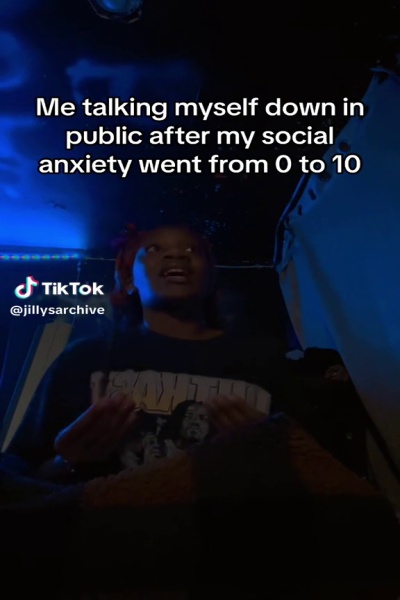 Me talking myself down in
public after my social
anxiety went from 0 to 10
TikTok
@jillysarchive